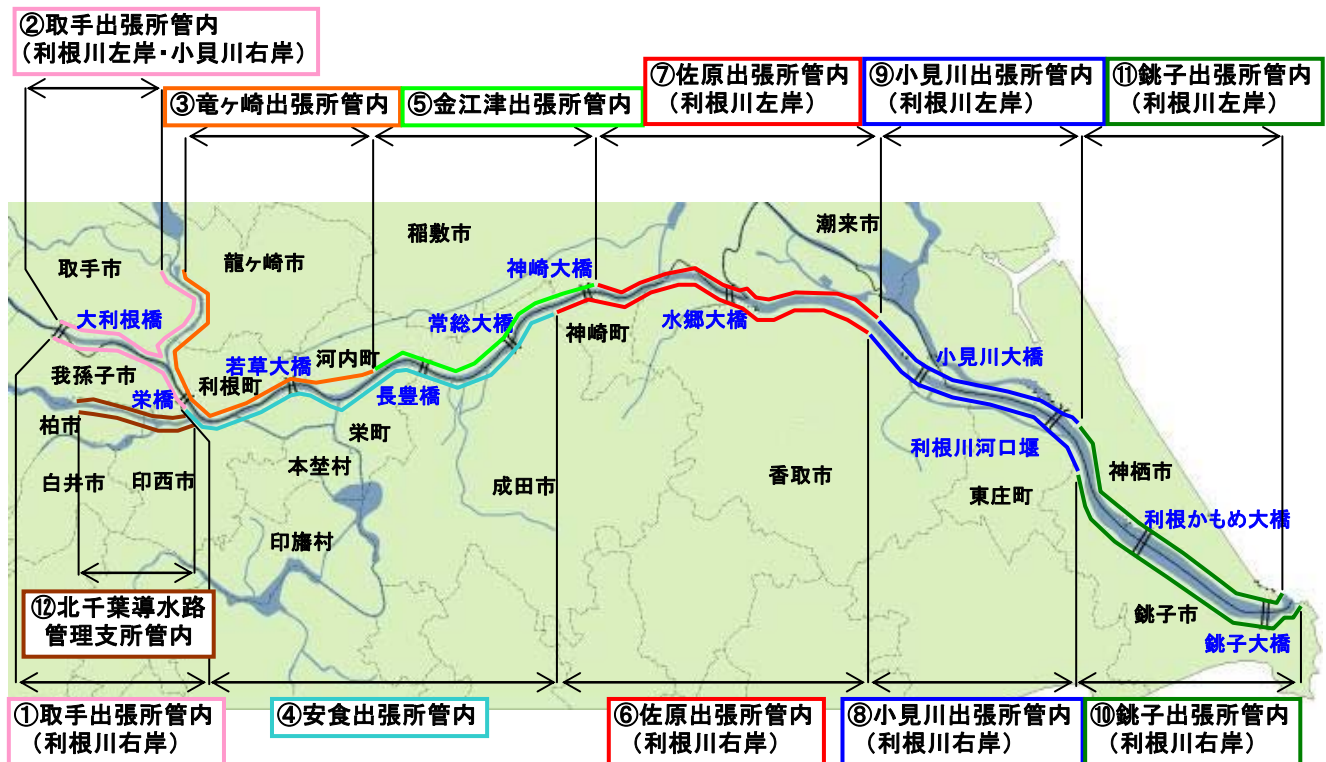 ②取手出張所管内
（利根川左岸・小貝川右岸）
③竜ヶ崎出張所管内
⑤金江津出張所管内
⑦佐原出張所管内
（利根川左岸）
⑨小見川出張所管内
（利根川左岸）
⑪銚子出張所管内
（利根川左岸）
潮来市
稲敷市
取手市
龍ヶ崎市
神崎大橋
大利根橋
常総大橋
神崎町
水郷大橋
若草大橋
河内町
小見川大橋
我孫子市
利根町
栄橋
長豊橋
柏市
栄町
利根川河口堰
本埜村
香取市
神栖市
白井市
印西市
成田市
東庄町
利根かもめ大橋
印旛村
⑫北千葉導水路
管理支所管内
銚子市
銚子大橋
①取手出張所管内
（利根川右岸）
④安食出張所管内
⑥佐原出張所管内
（利根川右岸）
⑧小見川出張所管内
（利根川右岸）
⑩銚子出張所管内
（利根川右岸）